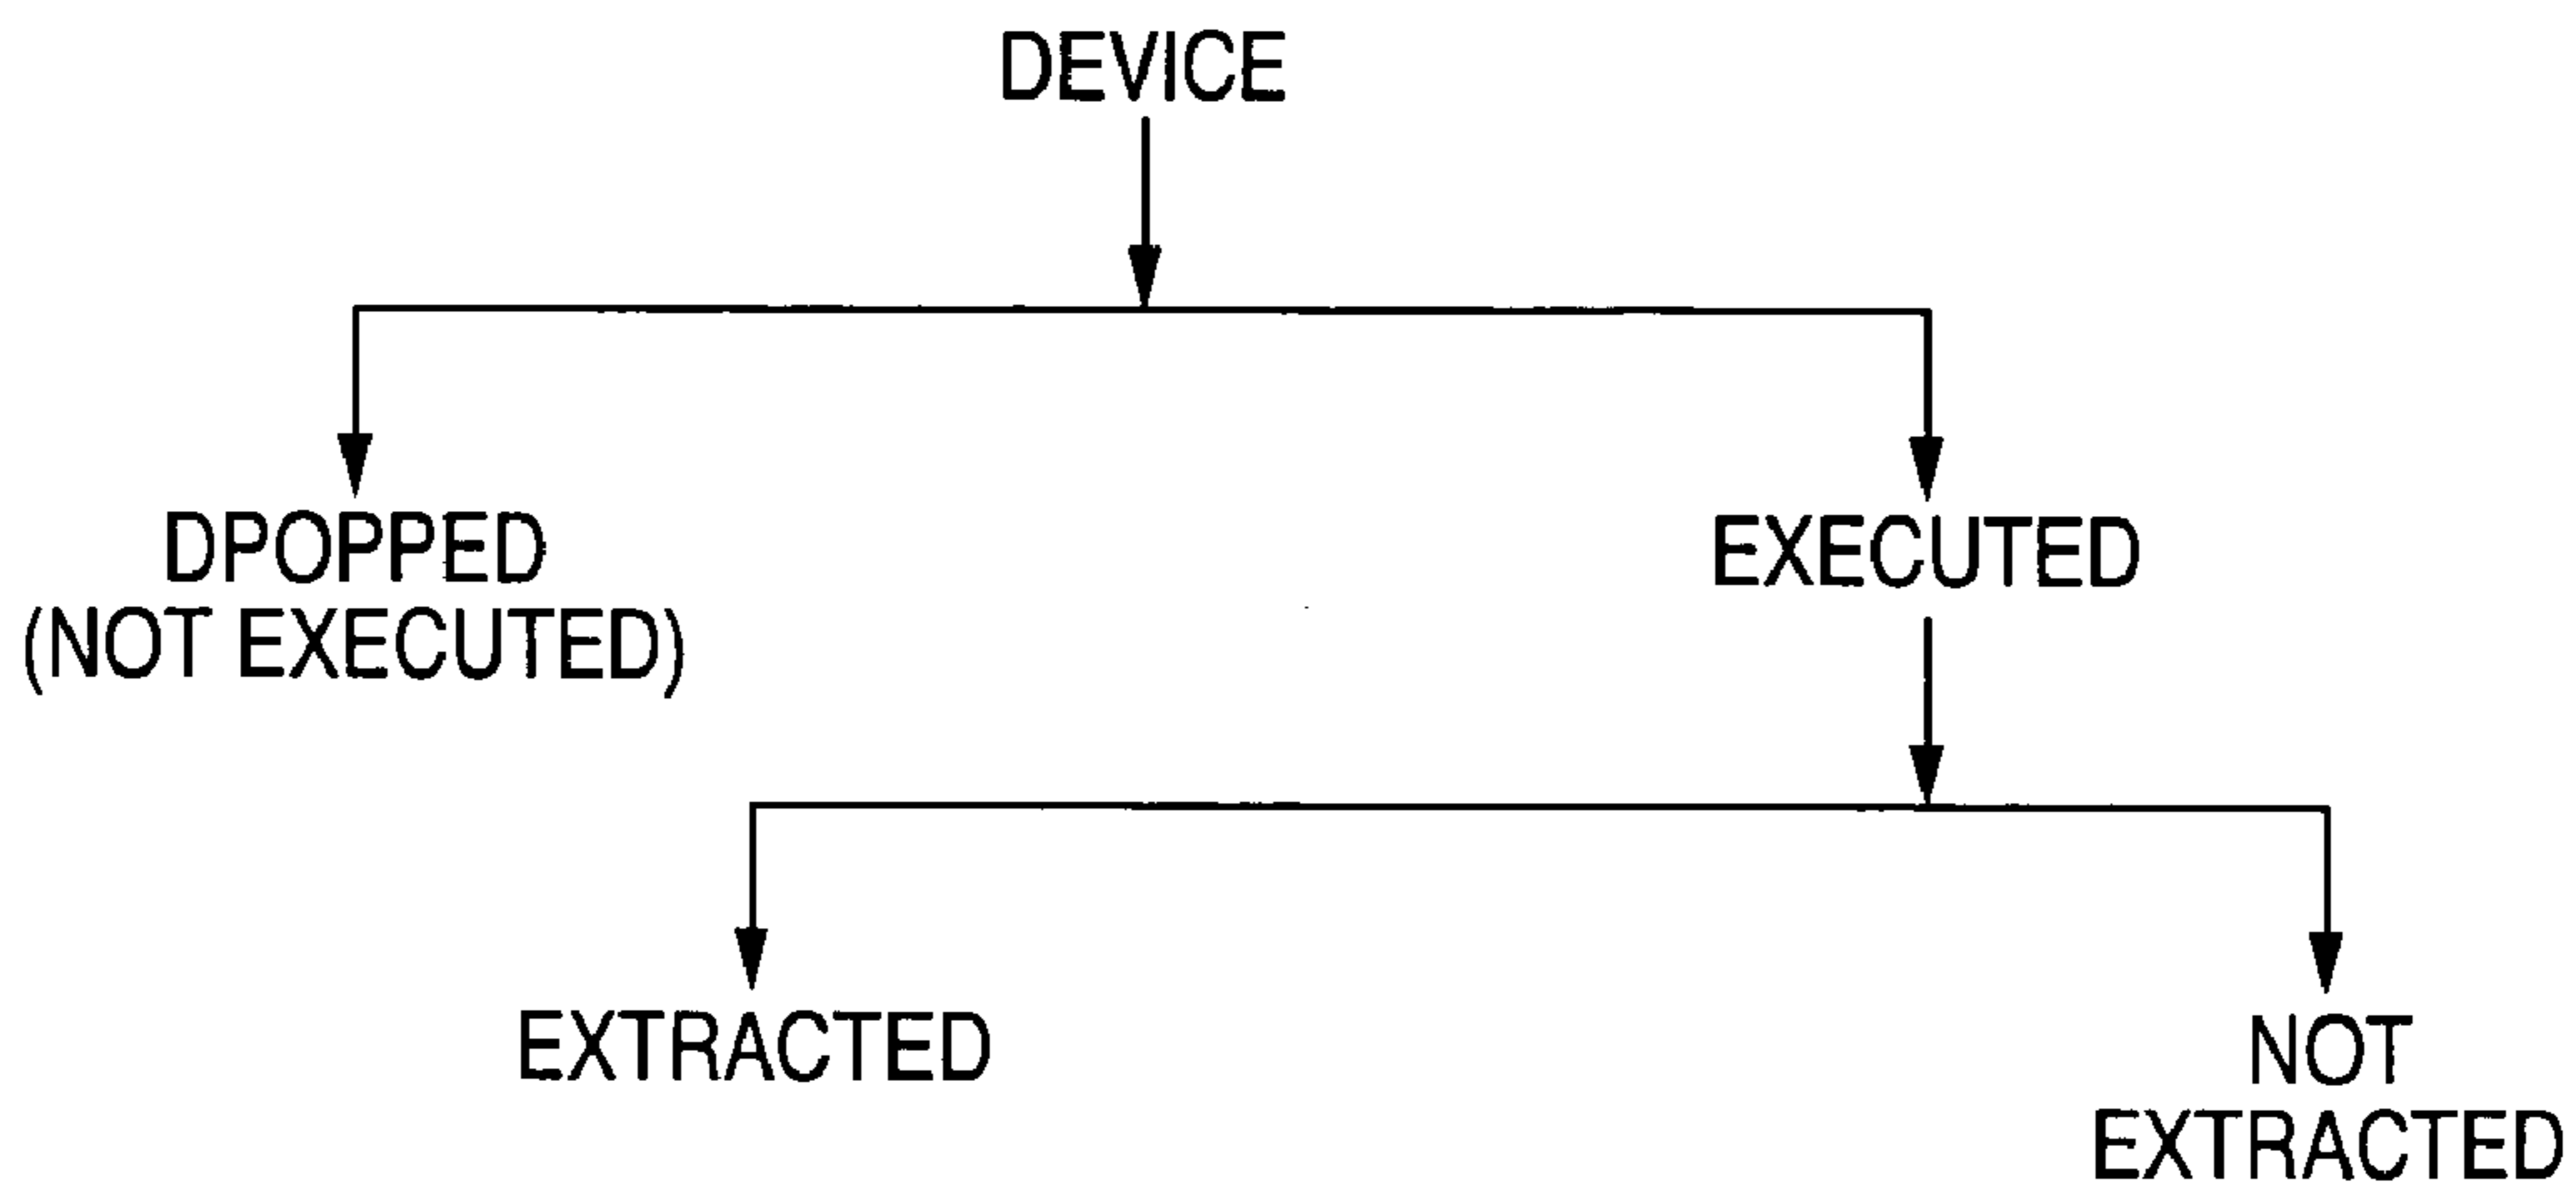 DEVICE
DPOPPED
(NOT EXECUTED)
EXECUTED
EXTRACTED
NOT
EXTRACTED